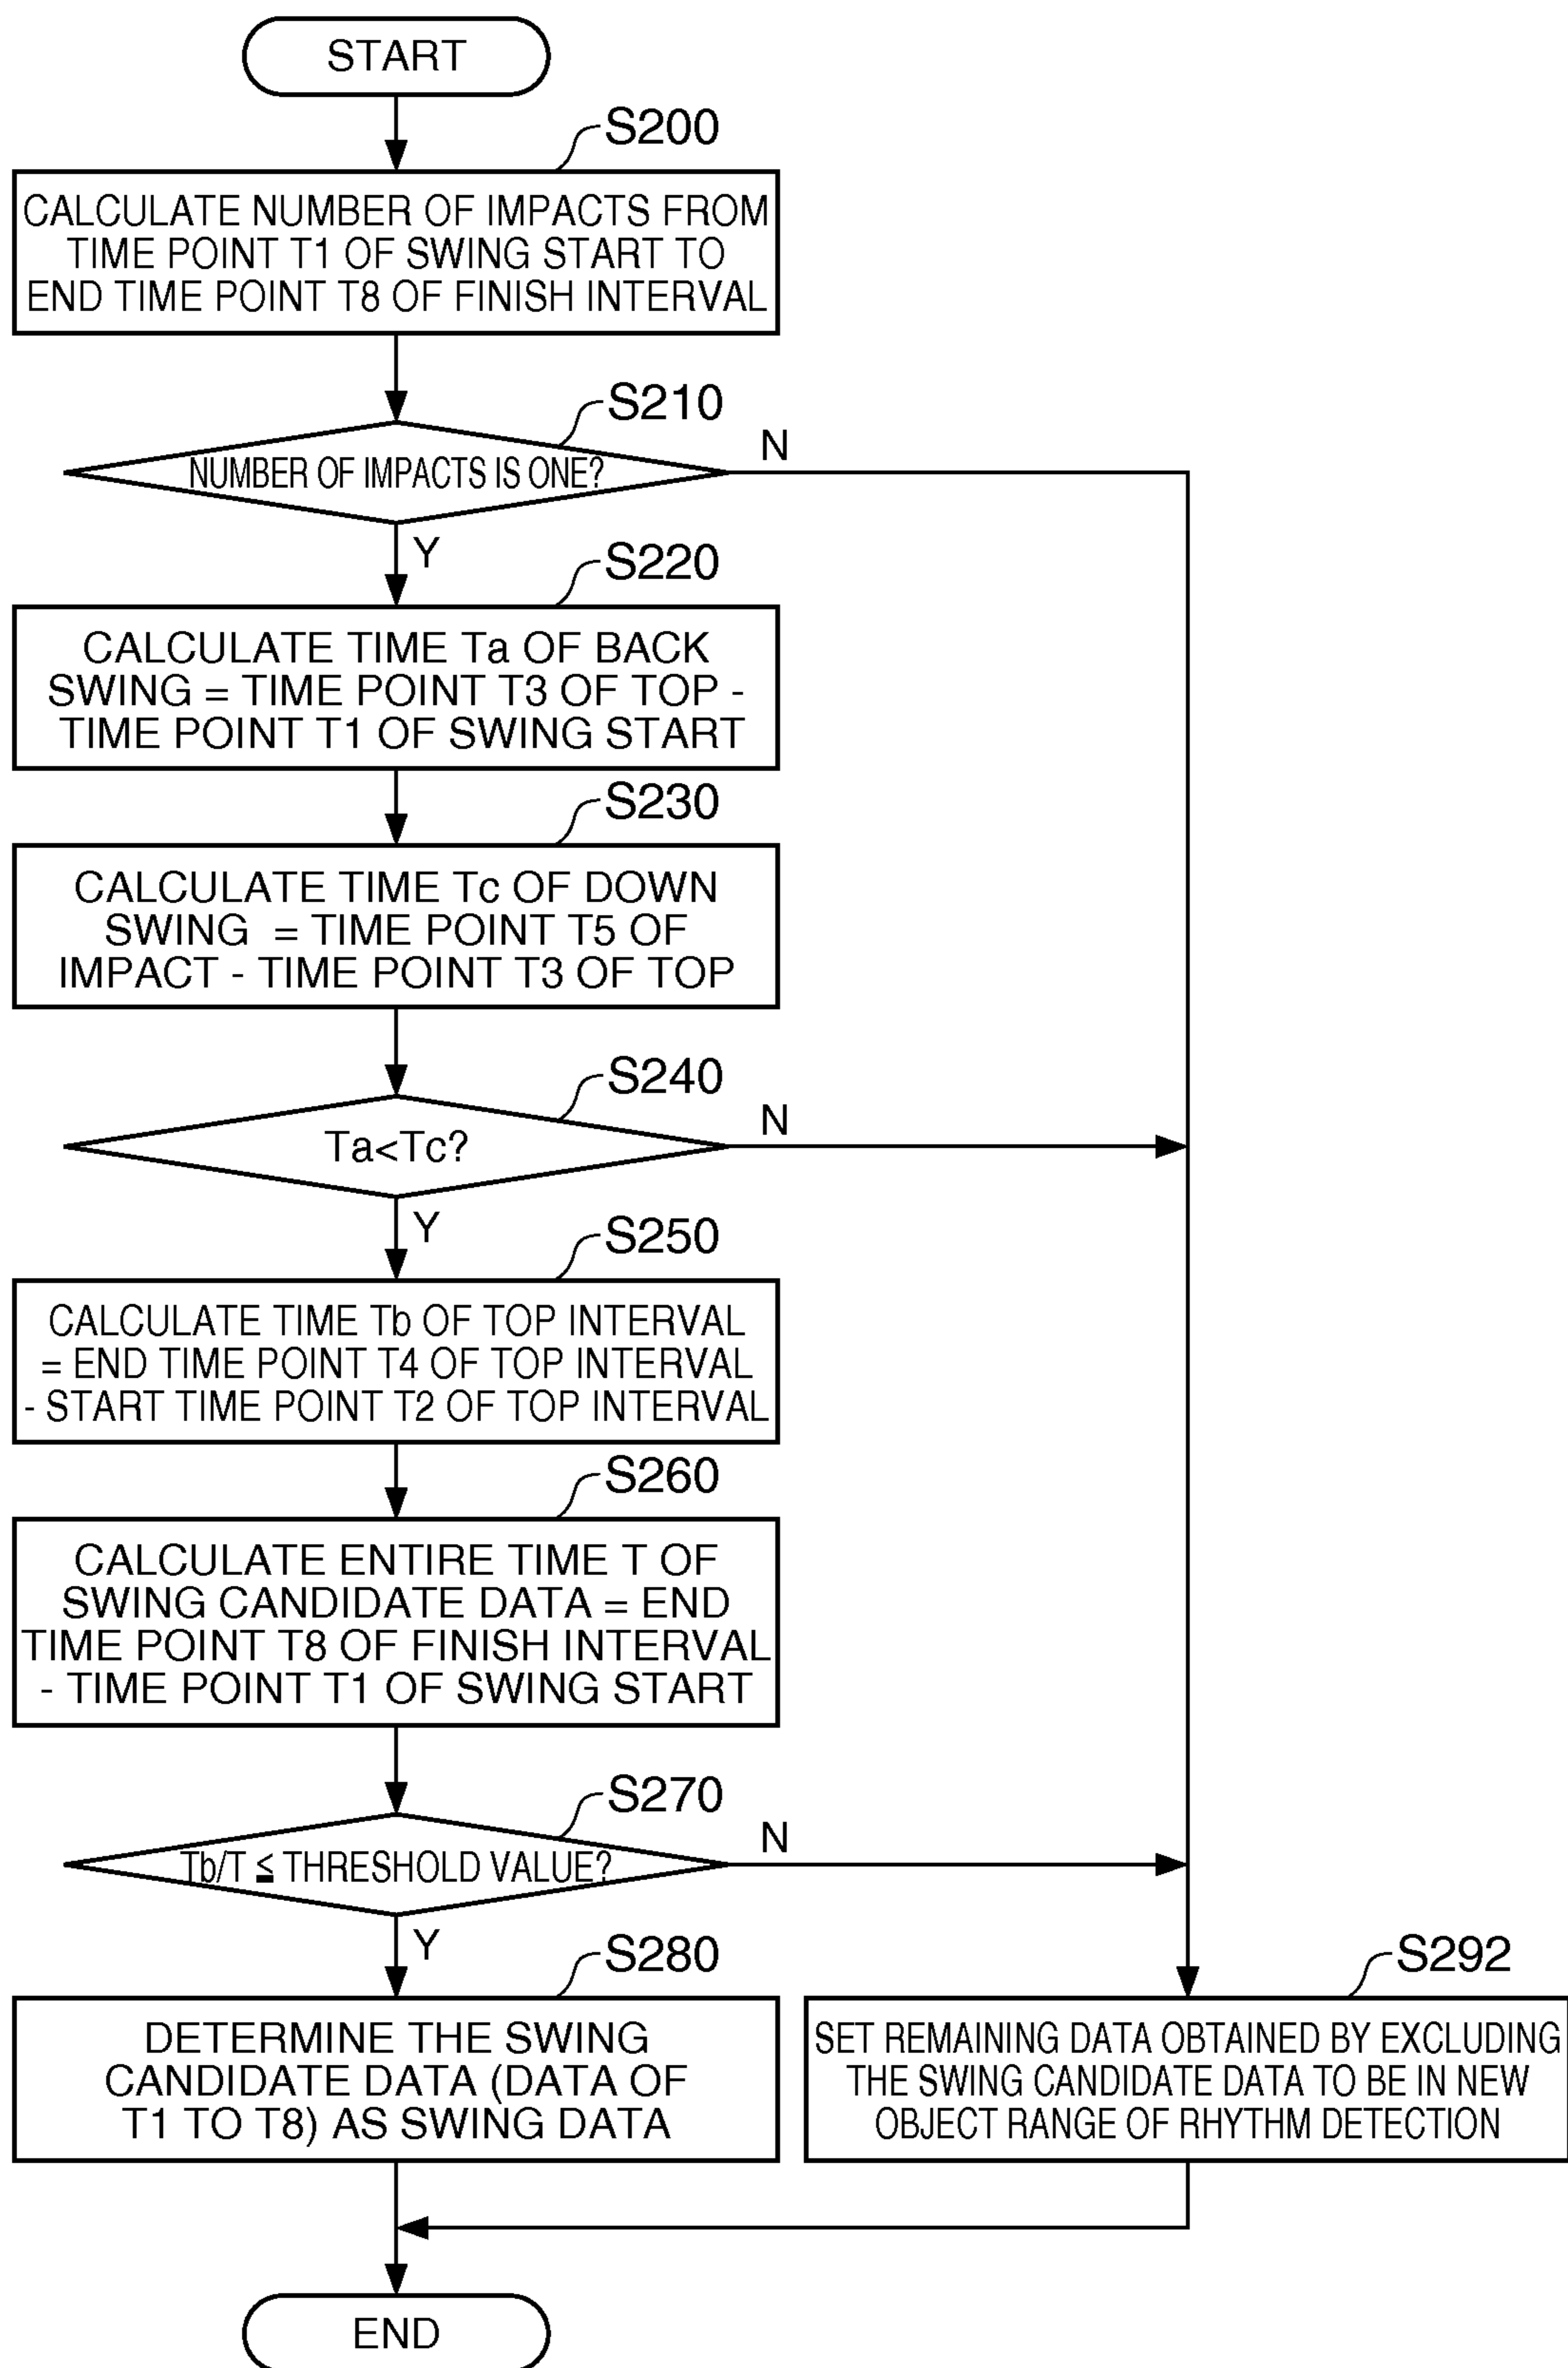 START
S200
CALCULATE NUMBER OF IMPACTS FROM
TIME POINT T1 OF SWING START TO
END TIME POINT T8 OF FINISH INTERVAL
S210
NUMBER OF IMPACTS IS ONE?
N
Y
S220
CALCULATE TIME Ta OF BACK
SWING = TIME POINT T3 OF TOP -
TIME POINT T1 OF SWING START
S230
CALCULATE TIME Tc OF DOWN
SWING = TIME POINT T5 OF
IMPACT - TIME POINT T3 OF TOP
S240
Ta<Tc?
N
Y
S250
CALCULATE TIME Tb OF TOP INTERVAL
= END TIME POINT T4 OF TOP INTERVAL
- START TIME POINT T2 OF TOP INTERVAL
S260
CALCULATE ENTIRE TIME T OF
SWING CANDIDATE DATA = END
TIME POINT T8 OF FINISH INTERVAL
- TIME POINT T1 OF SWING START
S270
Tb/T ≦ THRESHOLD VALUE?
N
Y
S280
DETERMINE THE SWING
CANDIDATE DATA (DATA OF
T1 TO T8) AS SWING DATA
S292
SET REMAINING DATA OBTAINED BY EXCLUDING
THE SWING CANDIDATE DATA TO BE IN NEW
OBJECT RANGE OF RHYTHM DETECTION
END